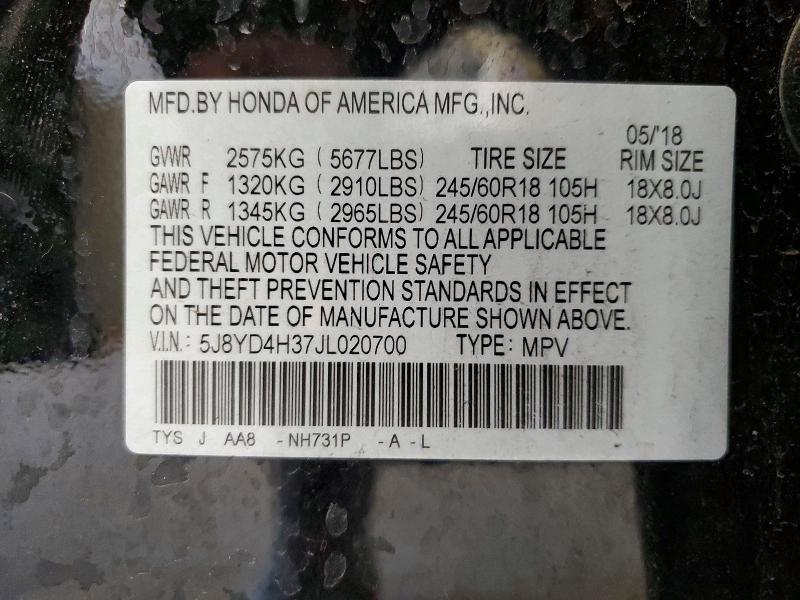 MFD.BY HONDA OF AMERICA MFG.,INC.
05/'18
GVWR 2575KG ( 5677LBS) TIRE SIZE RIM SIZE
GAWR F 1320KG ( 2910LBS) 245/60R18 105H 18X8.0J
GAWR R 1345KG ( 2965LBS) 245/60R18 105H 18X8.0J
THIS VEHICLE CONFORMS TO ALL APPLICABLE
FEDERAL MOTOR VEHICLE SAFETY
AND THEFT PREVENTION STANDARDS IN EFFECT
ON THE DATE OF MANUFACTURE SHOWN ABOVE.
V.I.N.: 5J8YD4H37JL020700 TYPE: MPV
TYS J AA8 - NH731P - A - L